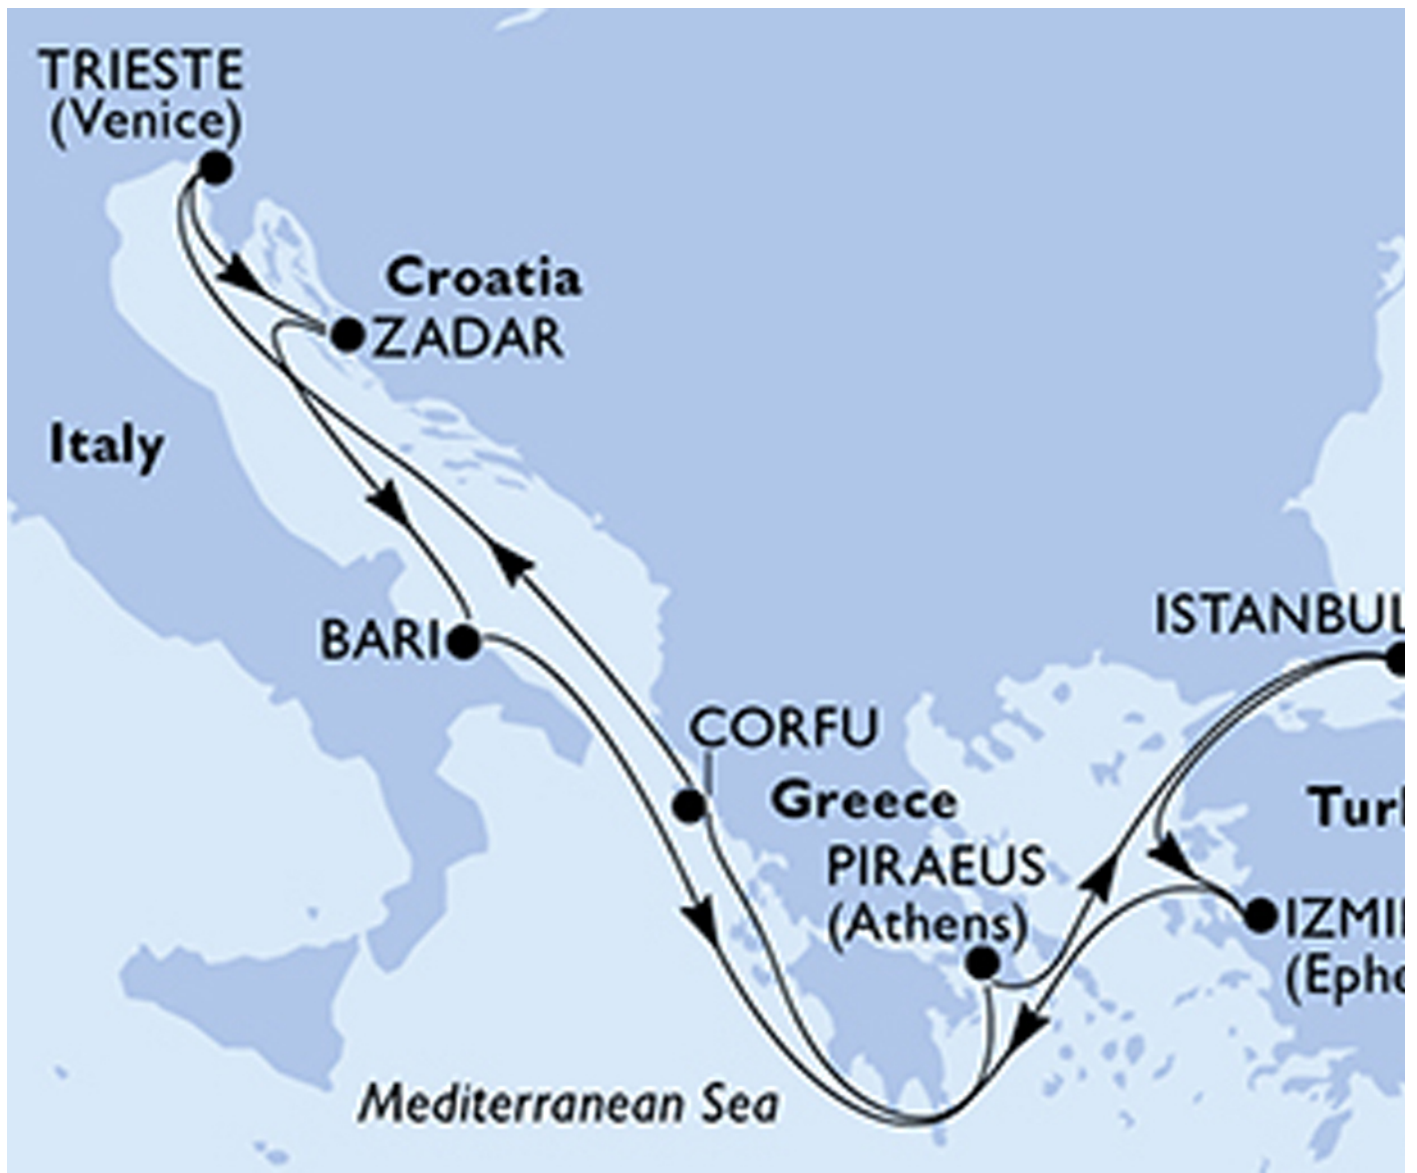 TRIESTE
(Venice)
Croatia
ZADAR
Italy
BARI
ISTANBUL
CORFU
Greece
PIRAEUS
(Athens)
Mediterranean Sea